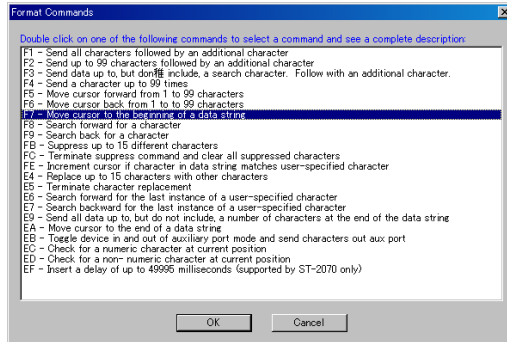 Format Commands
Double click on one of the following commands to select a command and see a complete description:
F1 - Send all characters followed by an additional character
F2 - Send up to 99 characters followed by an additional character
F3 - Send data up to, but don稚 include, a search character.  Follow with an additional character.
F4 - Send a character up to 99 times
F5 - Move cursor forward from 1 to 99 characters
F6 - Move cursor back from 1 to to 99 characters
F7 - Move cursor to the beginning of a data string
F8 - Search forward for a character
F9 - Search back for a character
FB - Suppress up to 15 different characters
FC - Terminate suppress command and clear all suppressed characters
FE - Increment cursor if character in data string matches user-specified character
E4 - Replace up to 15 characters with other characters
E5 - Terminate character replacement
E6 - Search forward for the last instance of a user-specified character
E7 - Search backward for the last instance of a user-specified character
E9 - Send all data up to, but do not include, a number of characters at the end of the data string
EA - Move cursor to the end of a data string
EB - Toggle device in and out of auxiliary port mode and send characters out aux port
EC - Check for a numeric character at current position
ED - Check for a non- numeric character at current position
EF - Insert a delay of up to 49995 milliseconds (supported by ST-2070 only)
OK
Cancel